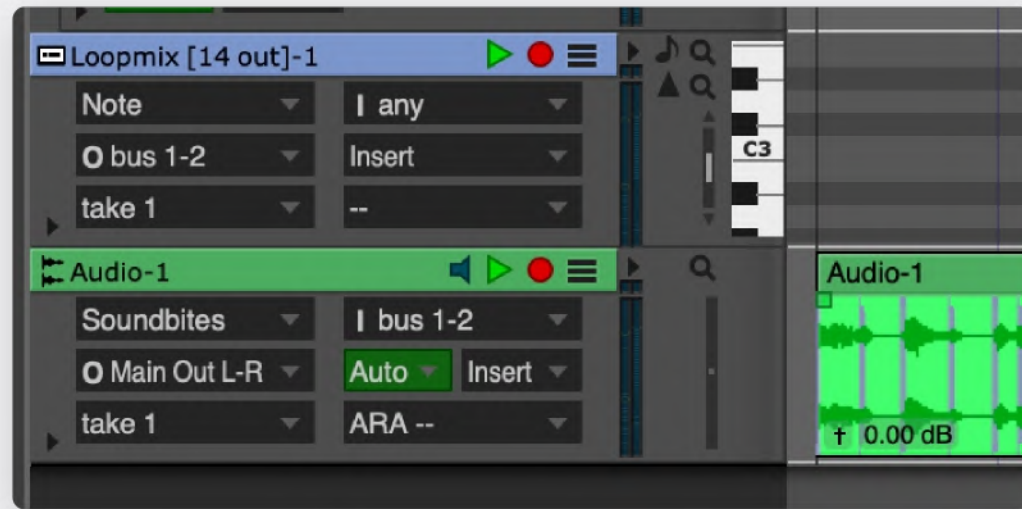 Loopmix [14 out]-1
Note
I any
O bus 1-2
Insert
C3
take 1
--
Audio-1
Audio-1
Soundbites
I bus 1-2
O Main Out L-R
Auto
Insert
take 1
ARA --
† 0.00 dB